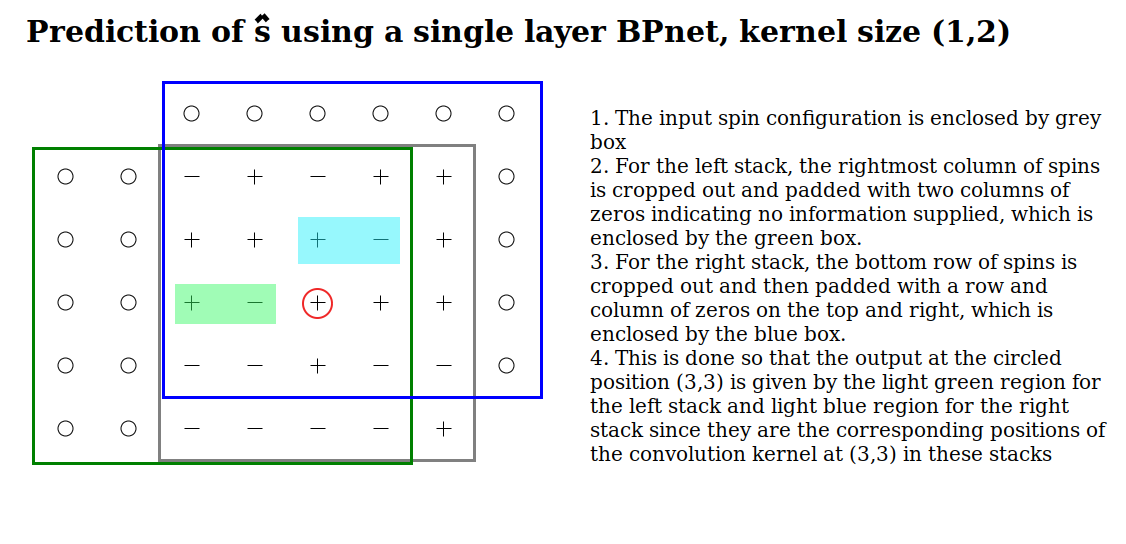 Prediction of ŝ̂ using a single layer BPnet, kernel size (1,2)
○ ○ ○ ○ ○ ○
○ ○ − + − + + ○
○ ○ + + + − + ○
○ ○ + − + + + ○
○ ○ − − + − − ○
○ ○ − − − − +
1. The input spin configuration is enclosed by grey
box
2. For the left stack, the rightmost column of spins
is cropped out and padded with two columns of
zeros indicating no information supplied, which is
enclosed by the green box.
3. For the right stack, the bottom row of spins is
cropped out and then padded with a row and
column of zeros on the top and right, which is
enclosed by the blue box.
4. This is done so that the output at the circled
position (3,3) is given by the light green region for
the left stack and light blue region for the right
stack since they are the corresponding positions of
the convolution kernel at (3,3) in these stacks